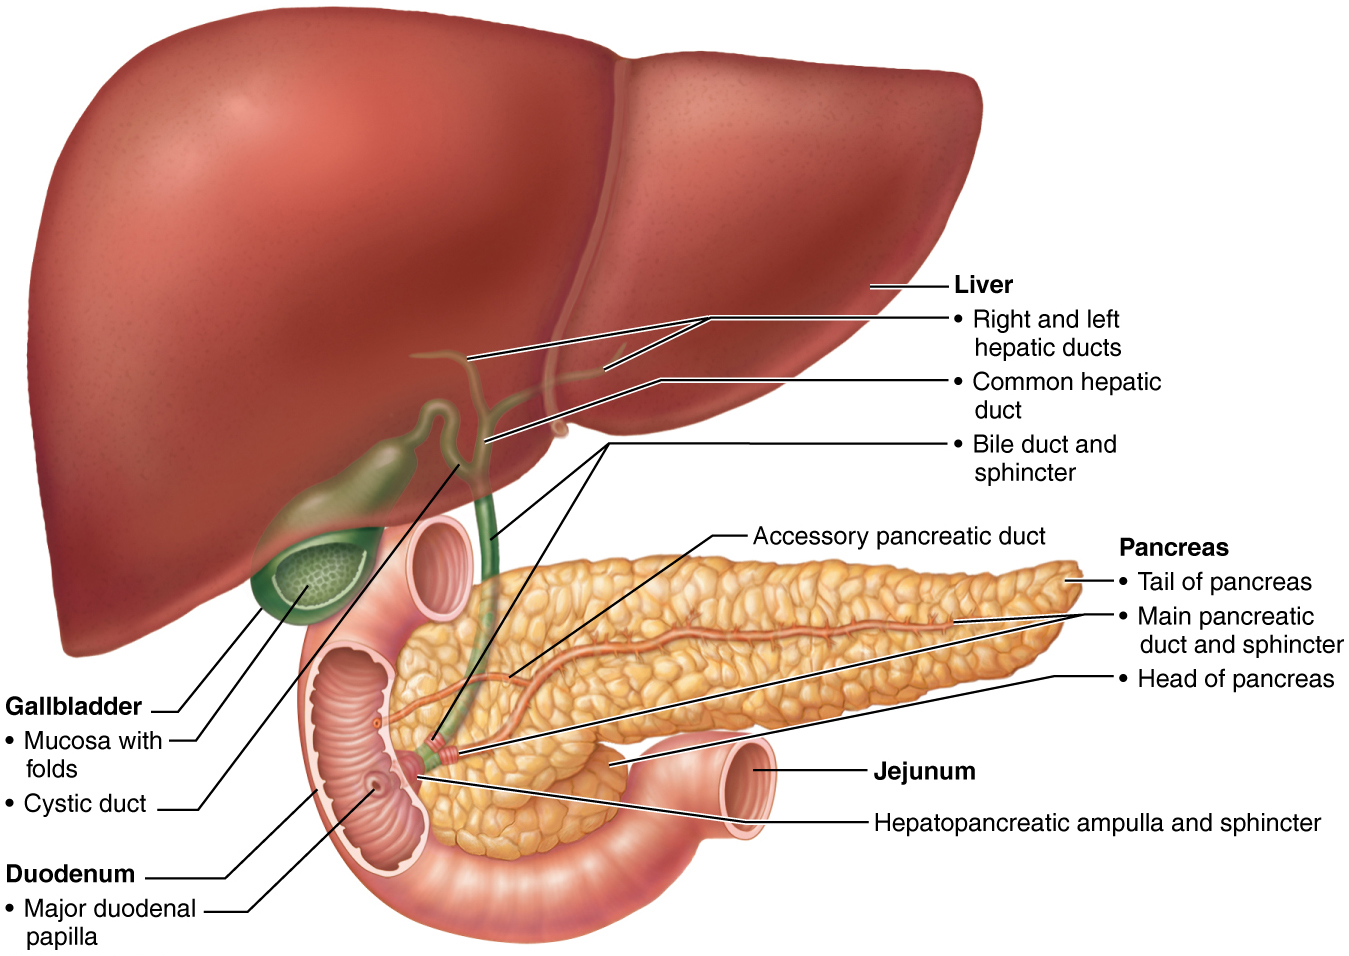 Liver
• Right and left
hepatic ducts
• Common hepatic
duct
• Bile duct and
sphincter
Accessory pancreatic duct
Pancreas
• Tail of pancreas
• Main pancreatic
duct and sphincter
• Head of pancreas
Gallbladder
• Mucosa with
folds
• Cystic duct
Jejunum
Hepatopancreatic ampulla and sphincter
Duodenum
• Major duodenal
papilla